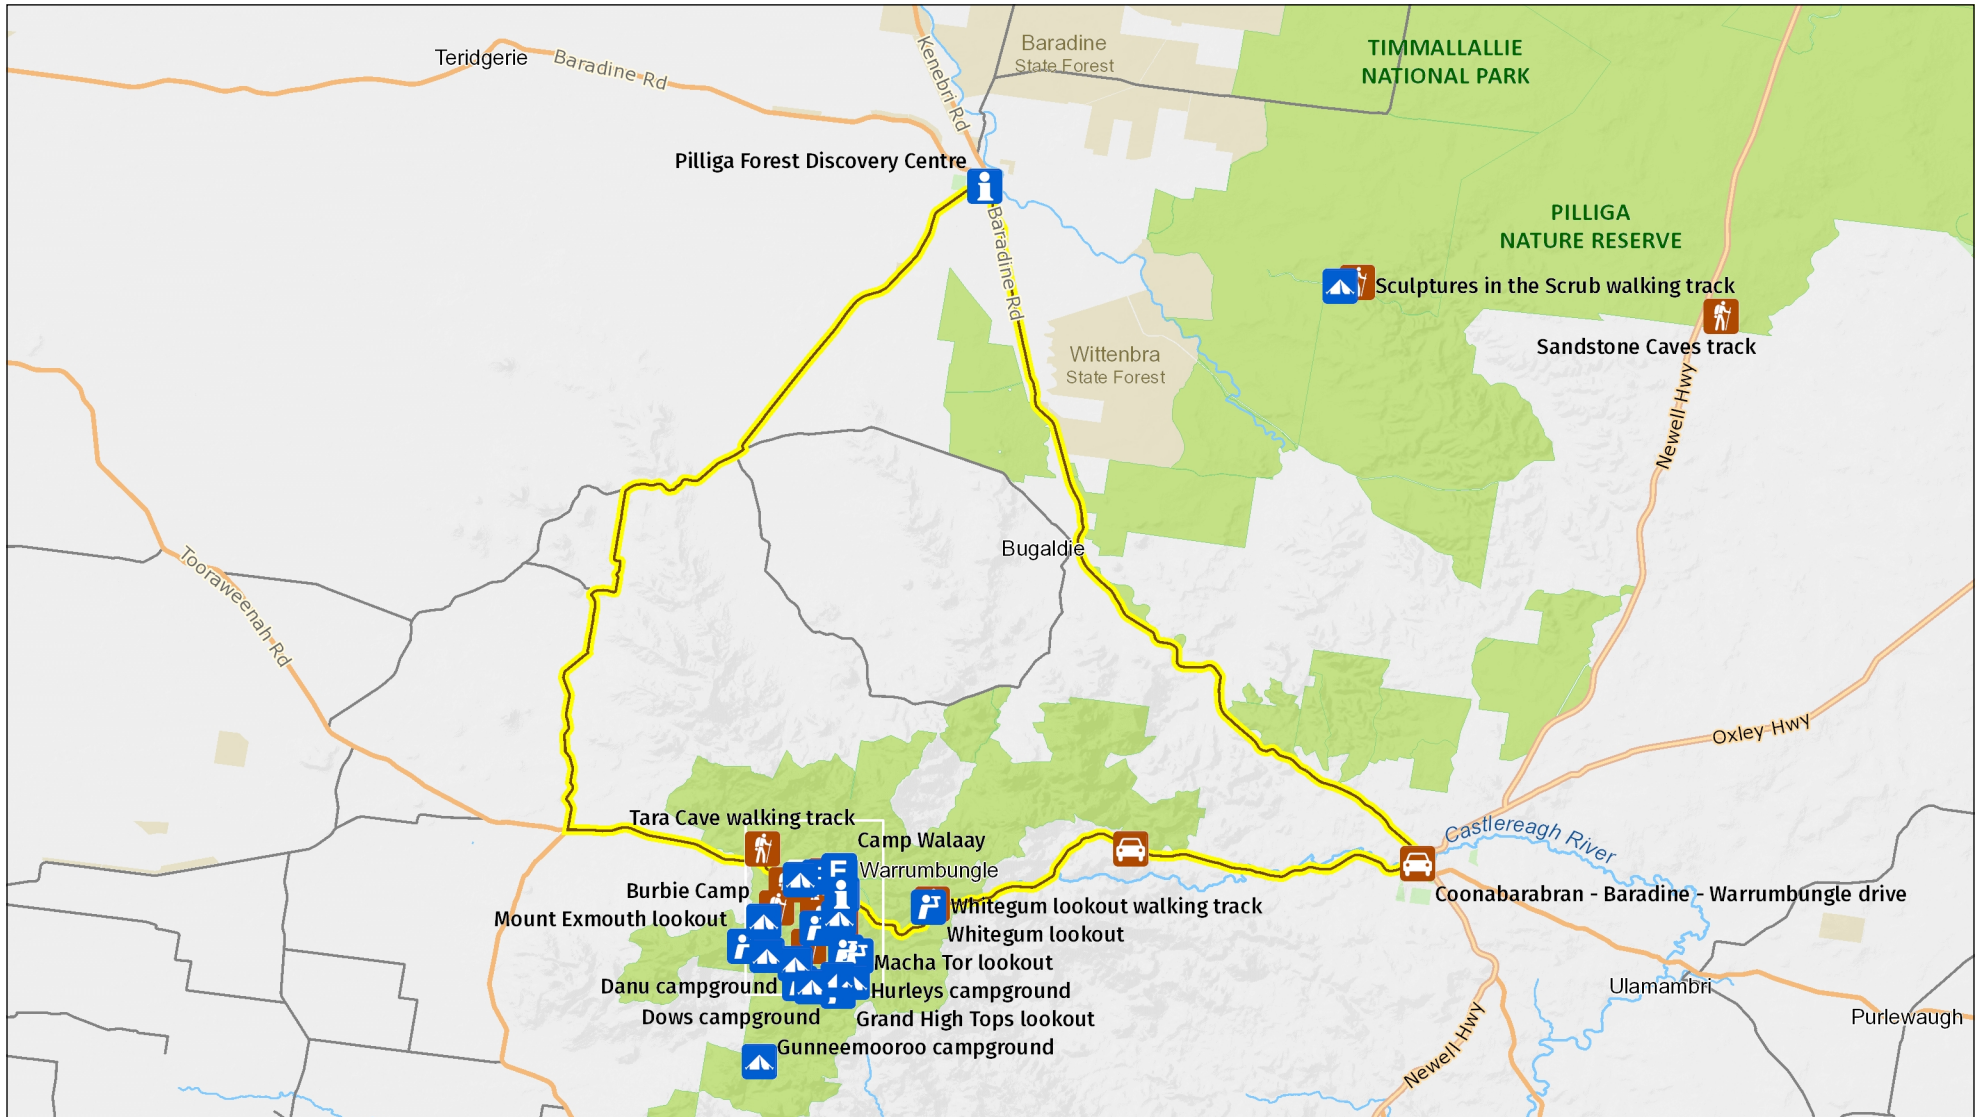 Baradine
State Forest
TIMMALLALLIE
NATIONAL PARK
Teridgerie
Baradine Rd
Kenebri Rd
Pilliga Forest Discovery Centre
Baradine Rd
PILLIGA
NATURE RESERVE
Sculptures in the Scrub walking track
Sandstone Caves track
Wittenbra
State Forest
Newell Hwy
Bugaldie
Tooraweenah Rd
Oxley Hwy
Tara Cave walking track
Camp Walaay
Castlereagh River
F
Warrumbungle
Burbie Camp
Coonabarabran - Baradine - Warrumbungle drive
Whitegum lookout walking track
Mount Exmouth lookout
Whitegum lookout
Macha Tor lookout
Danu campground
Hurleys campground
Ulamambri
Dows campground
Grand High Tops lookout
Purlewaugh
Gunneemooroo campground
Newell Hwy